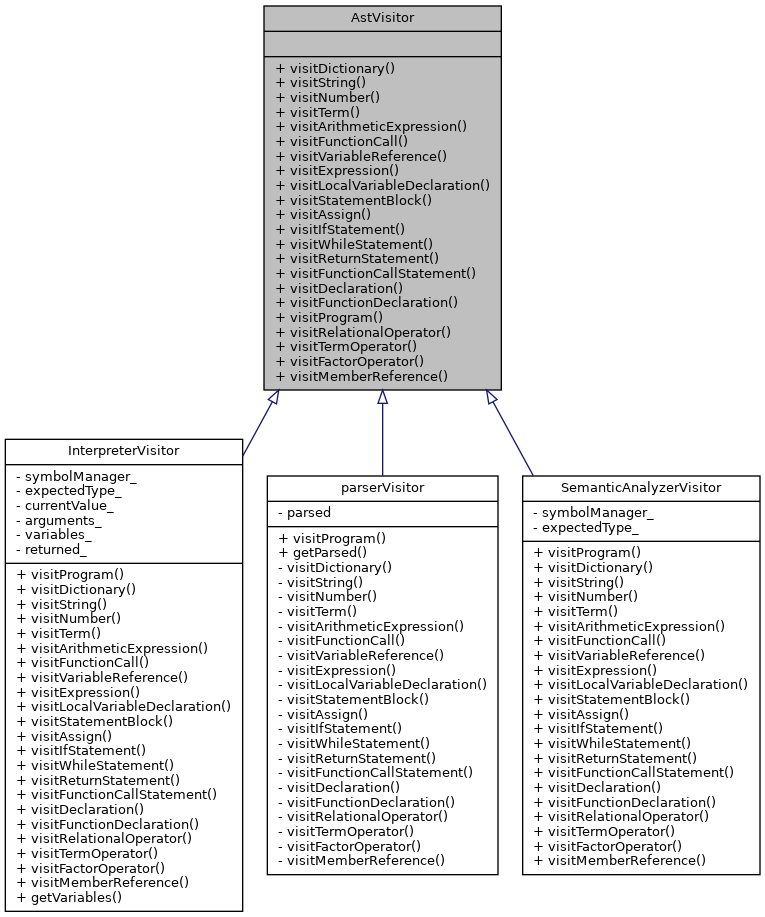 AstVisitor
+ visitDictionary()
+ visitString()
+ visitNumber()
+ visitTerm()
+ visitArithmeticExpression()
+ visitFunctionCall()
+ visitVariableReference()
+ visitExpression()
+ visitLocalVariableDeclaration()
+ visitStatementBlock()
+ visitAssign()
+ visitIfStatement()
+ visitWhileStatement()
+ visitReturnStatement()
+ visitFunctionCallStatement()
+ visitDeclaration()
+ visitFunctionDeclaration()
+ visitProgram()
+ visitRelationalOperator()
+ visitTermOperator()
+ visitFactorOperator()
+ visitMemberReference()
InterpreterVisitor
- symbolManager_
- expectedType_
- currentValue_
- arguments_
- variables_
- returned_
+ visitProgram()
+ visitDictionary()
+ visitString()
+ visitNumber()
+ visitTerm()
+ visitArithmeticExpression()
+ visitFunctionCall()
+ visitVariableReference()
+ visitExpression()
+ visitLocalVariableDeclaration()
+ visitStatementBlock()
+ visitAssign()
+ visitIfStatement()
+ visitWhileStatement()
+ visitReturnStatement()
+ visitFunctionCallStatement()
+ visitDeclaration()
+ visitFunctionDeclaration()
+ visitRelationalOperator()
+ visitTermOperator()
+ visitFactorOperator()
+ visitMemberReference()
+ getVariables()
parserVisitor
- parsed
+ visitProgram()
+ getParsed()
- visitDictionary()
- visitString()
- visitNumber()
- visitTerm()
- visitArithmeticExpression()
- visitFunctionCall()
- visitVariableReference()
- visitExpression()
- visitLocalVariableDeclaration()
- visitStatementBlock()
- visitAssign()
- visitIfStatement()
- visitWhileStatement()
- visitReturnStatement()
- visitFunctionCallStatement()
- visitDeclaration()
- visitFunctionDeclaration()
- visitRelationalOperator()
- visitTermOperator()
- visitFactorOperator()
- visitMemberReference()
SemanticAnalyzerVisitor
- symbolManager_
- expectedType_
+ visitProgram()
+ visitDictionary()
+ visitString()
+ visitNumber()
+ visitTerm()
+ visitArithmeticExpression()
+ visitFunctionCall()
+ visitVariableReference()
+ visitExpression()
+ visitLocalVariableDeclaration()
+ visitStatementBlock()
+ visitAssign()
+ visitIfStatement()
+ visitWhileStatement()
+ visitReturnStatement()
+ visitFunctionCallStatement()
+ visitDeclaration()
+ visitFunctionDeclaration()
+ visitRelationalOperator()
+ visitTermOperator()
+ visitFactorOperator()
+ visitMemberReference()